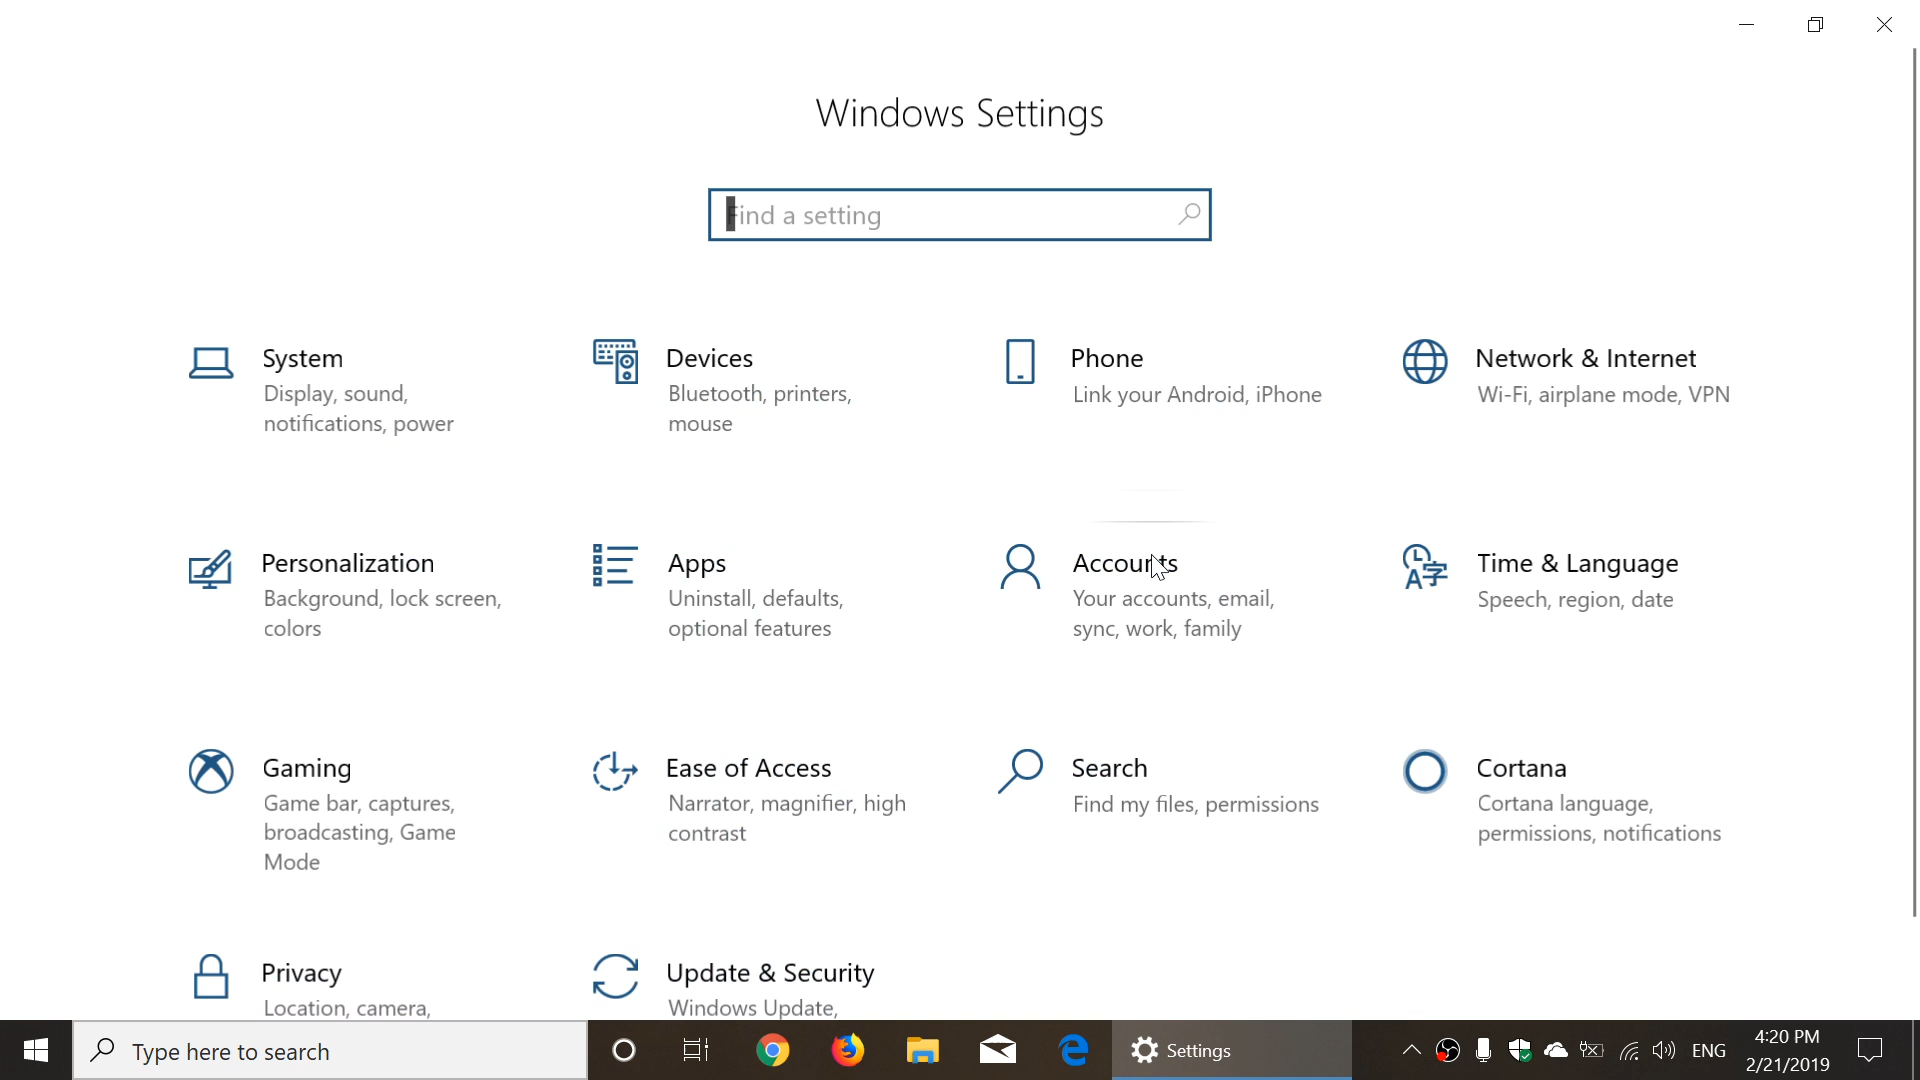 Windows Settings
Find a setting
System
Display, sound,
notifications, power
Devices
Bluetooth, printers,
mouse
Phone
Link your Android, iPhone
Network & Internet
Wi-Fi, airplane mode, VPN
Personalization
Background, lock screen,
colors
Apps
Uninstall, defaults,
optional features
Accounts
Your accounts, email,
sync, work, family
Time & Language
Speech, region, date
Gaming
Game bar, captures,
broadcasting, Game
Mode
Ease of Access
Narrator, magnifier, high
contrast
Search
Find my files, permissions
Cortana
Cortana language,
permissions, notifications
Privacy
Location, camera,
Update & Security
Windows Update,
Type here to search
Settings
ENG
4:20 PM
2/21/2019